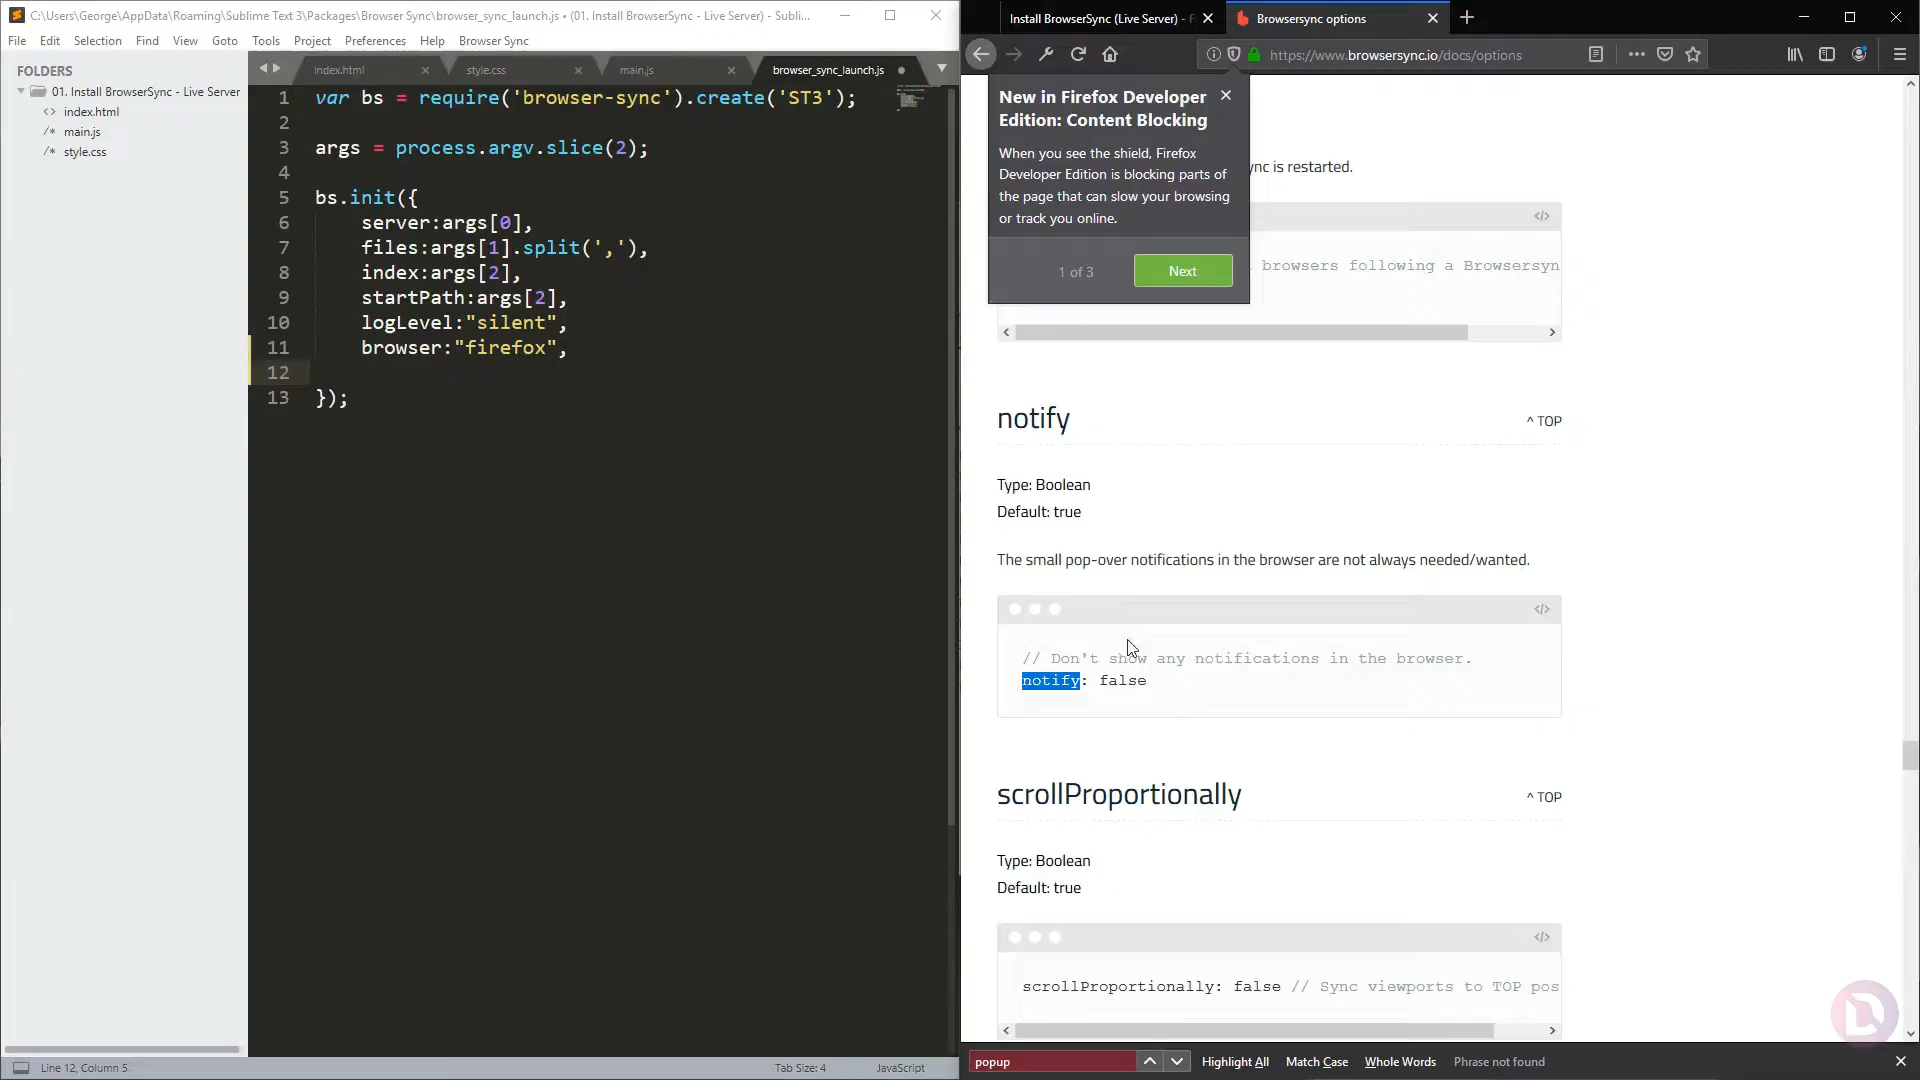 C:\Users\George\AppData\Roaming\Sublime Text 3\Packages\Browser Sync\browser_sync_launch.js • (01. Install BrowserSync - Live Server) - Subli...
File Edit Selection Find View Goto Tools Project Preferences Help Browser Sync
FOLDERS
01. Install BrowserSync - Live Server
index.html
main.js
style.css
index.html style.css main.js browser_sync_launch.js
1 var bs = require('browser-sync').create('ST3');
2
3 args = process.argv.slice(2);
4
5 bs.init({
6 server:args[0],
7 files:args[1].split(','),
8 index:args[2],
9 startPath:args[2],
10 logLevel:"silent",
11 browser:"firefox",
12
13 });
Line 12, Column 5
Tab Size: 4
JavaScript
Install BrowserSync (Live Server) - F
Browsersync options
https://www.browsersync.io/docs/options
New in Firefox Developer
Edition: Content Blocking
When you see the shield, Firefox
Developer Edition is blocking parts of
the page that can slow your browsing
or track you online.
1 of 3
Next
ync is restarted.
browsers following a Browsersyn
notify
^ TOP
Type: Boolean
Default: true
The small pop-over notifications in the browser are not always needed/wanted.
// Don't show any notifications in the browser.
notify: false
scrollProportionally
^ TOP
Type: Boolean
Default: true
scrollProportionally: false // Sync viewports to TOP pos
popup
Highlight All Match Case Whole Words Phrase not found